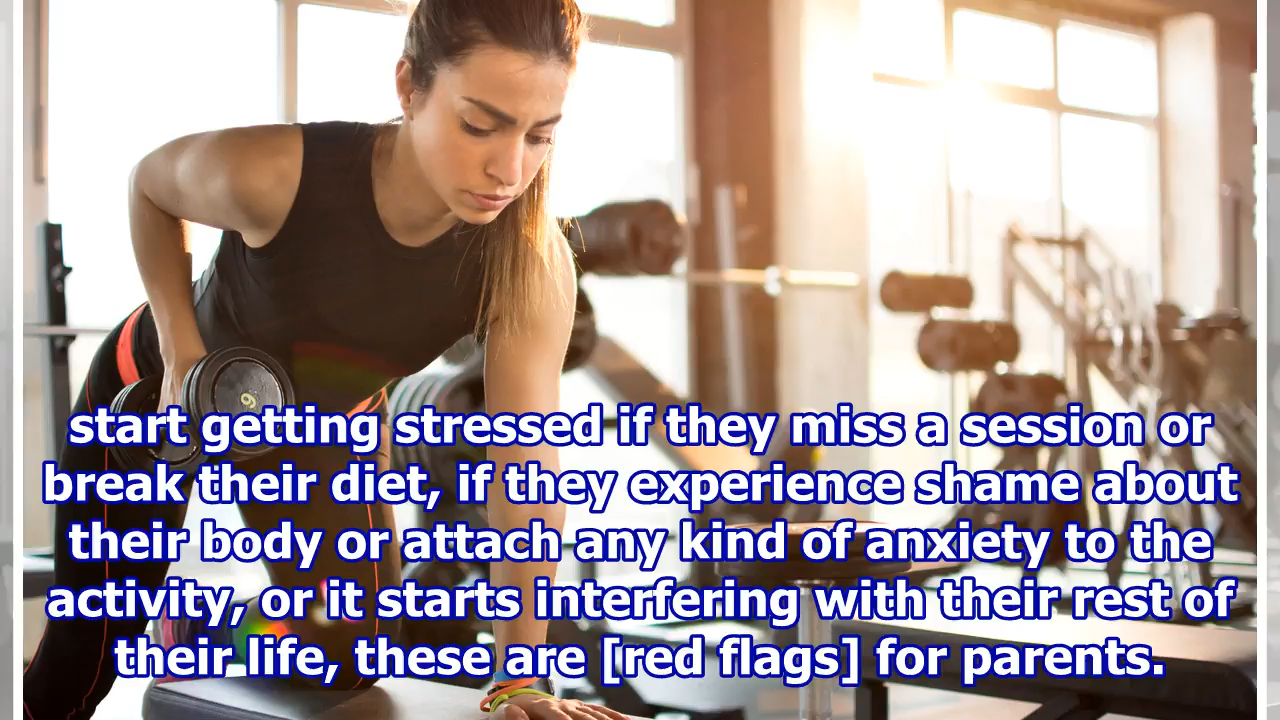 start getting stressed if they miss a session or
break their diet, if they experience shame about
their body or attach any kind of anxiety to the
activity, or it starts interfering with their rest of
their life, these are [red flags] for parents.
9